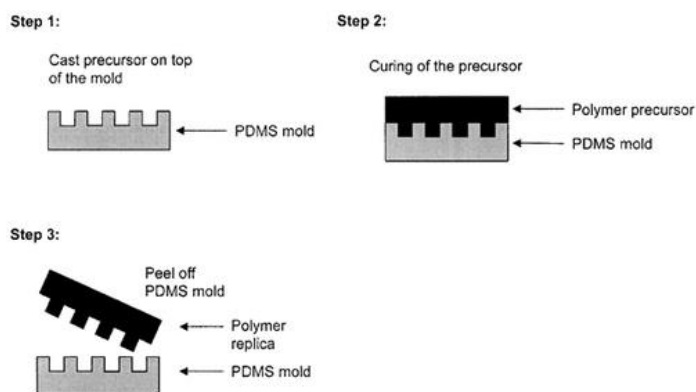 Step 1:
Cast precursor on top
of the mold
PDMS mold
Step 2:
Curing of the precursor
Polymer precursor
PDMS mold
Step 3:
Peel off
PDMS mold
Polymer
replica
PDMS mold